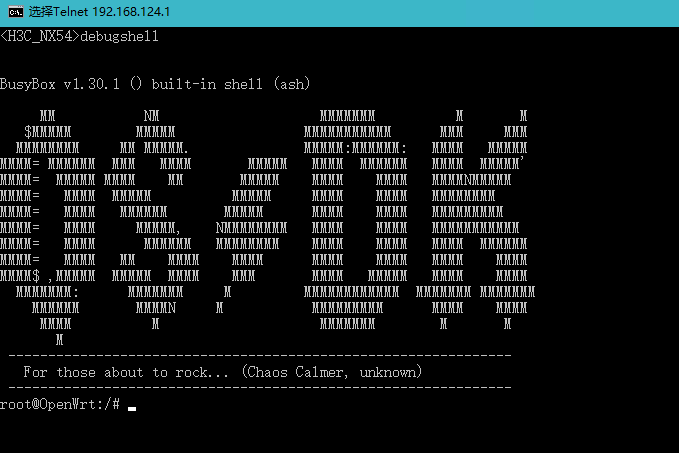 选择Telnet 192.168.124.1
<H3C_NX54>debugshell
BusyBox v1.30.1 () built-in shell (ash)
    MM           NM                    MMMMMMM          M       M
   $MMMMM        MMMMM                MMMMMMMMMMM      MMM     MMM
  MMMMMMMM     MM MMMMM.              MMMMM:MMMMMM:   MMMM   MMMMM
MMMM= MMMMMM  MMM   MMMM       MMMMM   MMMM  MMMMMM   MMMM  MMMMM'
MMMM=  MMMMM MMMM    MM       MMMMM    MMMM    MMMM   MMMMNMMMMM
MMMM=   MMMM  MMMMM          MMMMM     MMMM    MMMM   MMMMMMMM
MMMM=   MMMM   MMMMMM       MMMMM      MMMM    MMMM   MMMMMMMMM
MMMM=   MMMM     MMMMM,    NMMMMMMMM   MMMM    MMMM   MMMMMMMMMMM
MMMM=   MMMM      MMMMMM   MMMMMMMM    MMMM    MMMM   MMMM  MMMMMM
MMMM=   MMMM   MM    MMMM    MMMM      MMMM    MMMM   MMMM    MMMM
MMMM$ ,MMMMM  MMMMM  MMMM    MMM       MMMM   MMMMM   MMMM    MMMM
  MMMMMMM:      MMMMMMM     M         MMMMMMMMMMMM  MMMMMMM MMMMMMM
    MMMMMM       MMMMN     M           MMMMMMMMM      MMMM    MMMM
     MMMM          M                    MMMMMMM        M       M
       M
 ---------------------------------------------------------------
   For those about to rock... (Chaos Calmer, unknown)
 ---------------------------------------------------------------
root@OpenWrt:/#